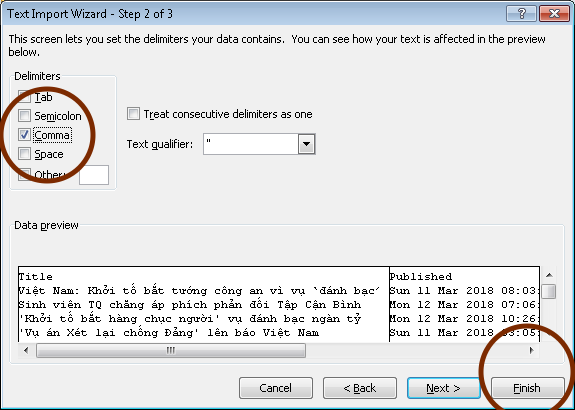 Text Import Wizard - Step 2 of 3
This screen lets you set the delimiters your data contains. You can see how your text is affected in the preview
below.
Delimiters
Tab
Semicolon
Comma
Space
Other:
Treat consecutive delimiters as one
Text qualifier: "
Data preview
Title Published
Việt Nam: Khởi tố bắt tướng công an vì vụ `đánh bạc´ Sun 11 Mar 2018 08:03:
Sinh viên TQ chăng áp phích phản đối Tập Cận Bình Mon 12 Mar 2018 07:06:
'Khởi tố bắt hàng chục người' vụ đánh bạc ngàn tỷ Mon 12 Mar 2018 10:26:
'Vụ án Xét lại chống Đảng' lên báo Việt Nam Sun 11 Mar 2018 03:05:
Cancel < Back Next > Finish